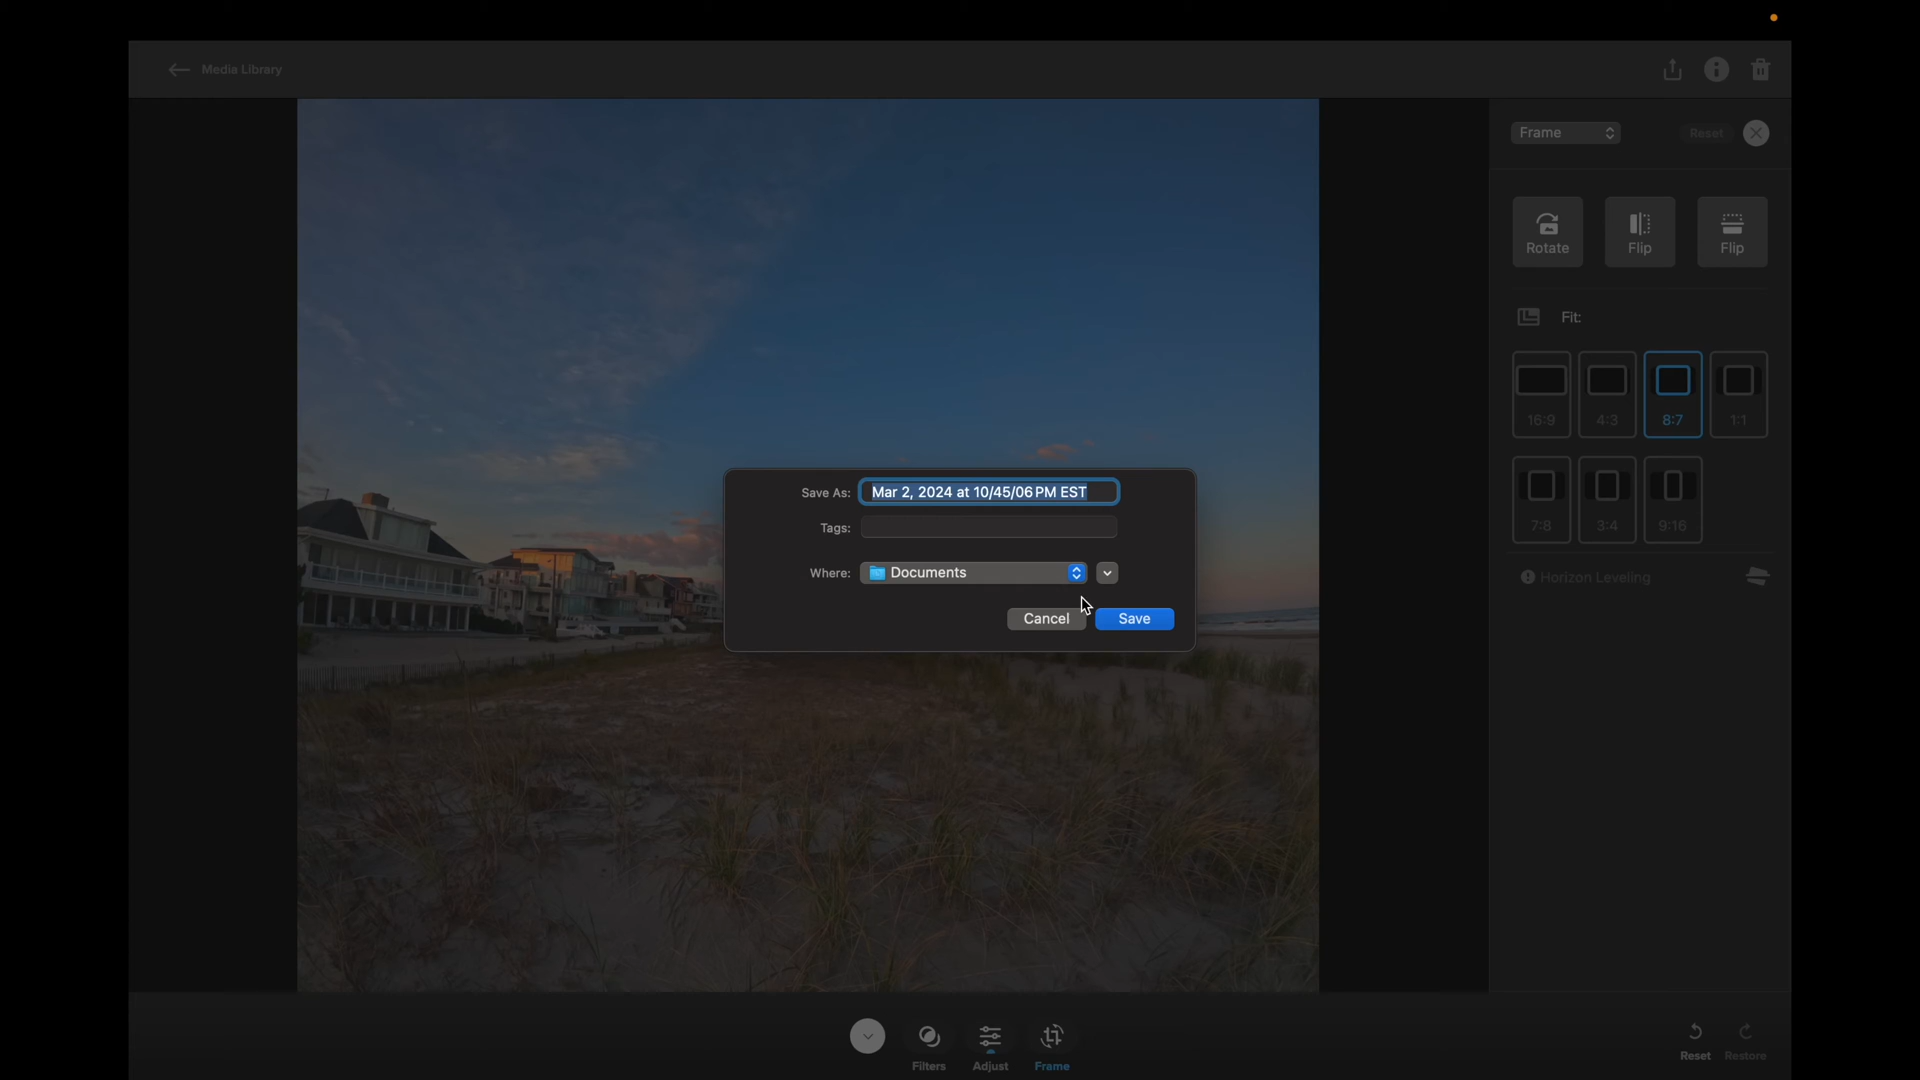 Media Library
Frame
Reset
Rotate
Flip
Flip
Fit:
16:9
4:3
8:7
1:1
7:8
3:4
9:16
Horizon Leveling
Save As: Mar 2, 2024 at 10/45/06 PM EST
Tags:
Where: Documents
Cancel
Save
Filters
Adjust
Frame
Reset
Restore